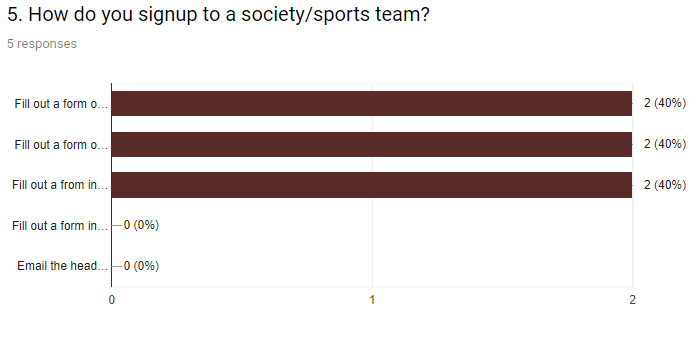 5. How do you signup to a society/sports team?
5 responses
Fill out a form o... 2 (40%)
Fill out a form o... 2 (40%)
Fill out a from in... 2 (40%)
Fill out a form in... 0 (0%)
Email the head... 0 (0%)
0 1 2